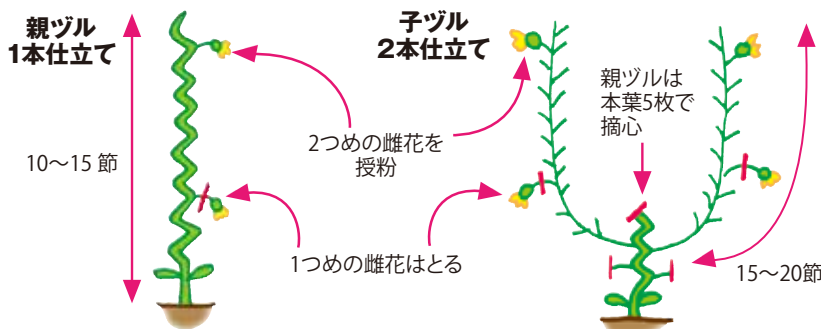 親ヅル
1本仕立て
10〜15 節
2つめの雌花を
授粉
1つめの雌花はとる
子ヅル
2本仕立て
親ヅルは
本葉5枚で
摘心
15〜20節